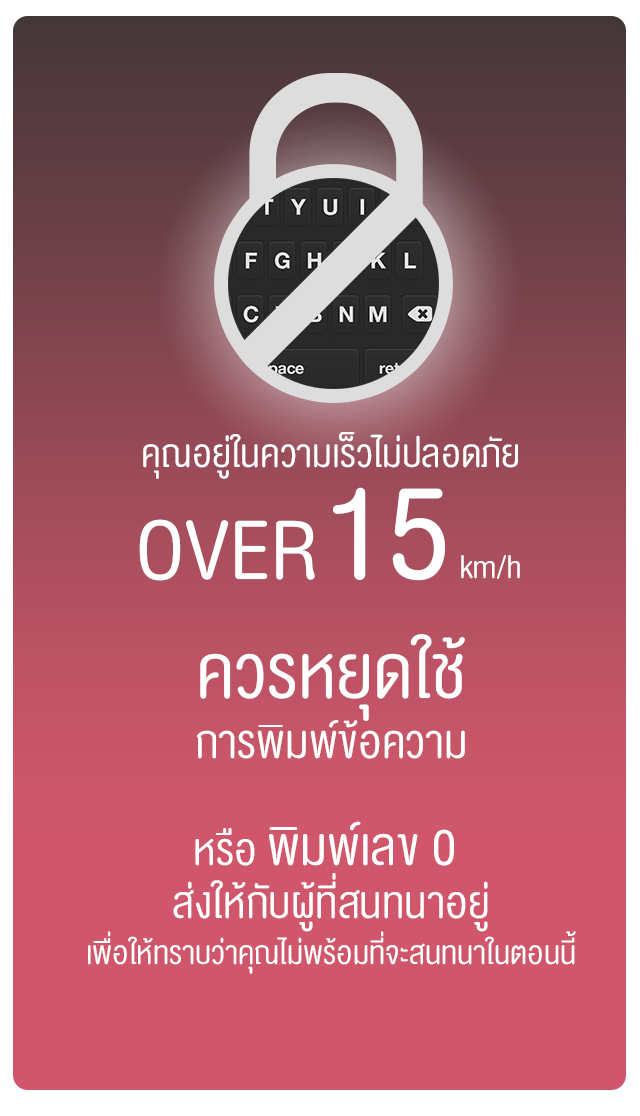 T Y U I
F G H K L
C B N M
pace ret
คุณอยู่ในความเร็วไม่ปลอดภัย
OVER 15 km/h
ควรหยุดใช้
การพิมพ์ข้อความ
หรือ พิมพ์เลข 0
ส่งให้กับผู้ที่สนทนาอยู่
เพื่อให้ทราบว่าคุณไม่พร้อมที่จะสนทนาในตอนนี้